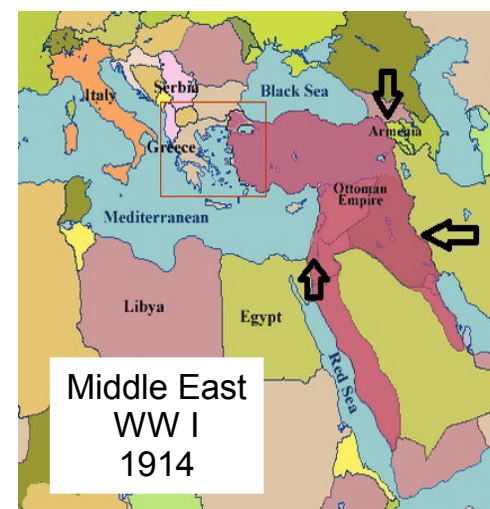 Italy
Serbia
Black Sea
Armenia
Greece
Ottoman
Empire
Mediterranean
Libya
Egypt
Red Sea
Middle East
WW I
1914